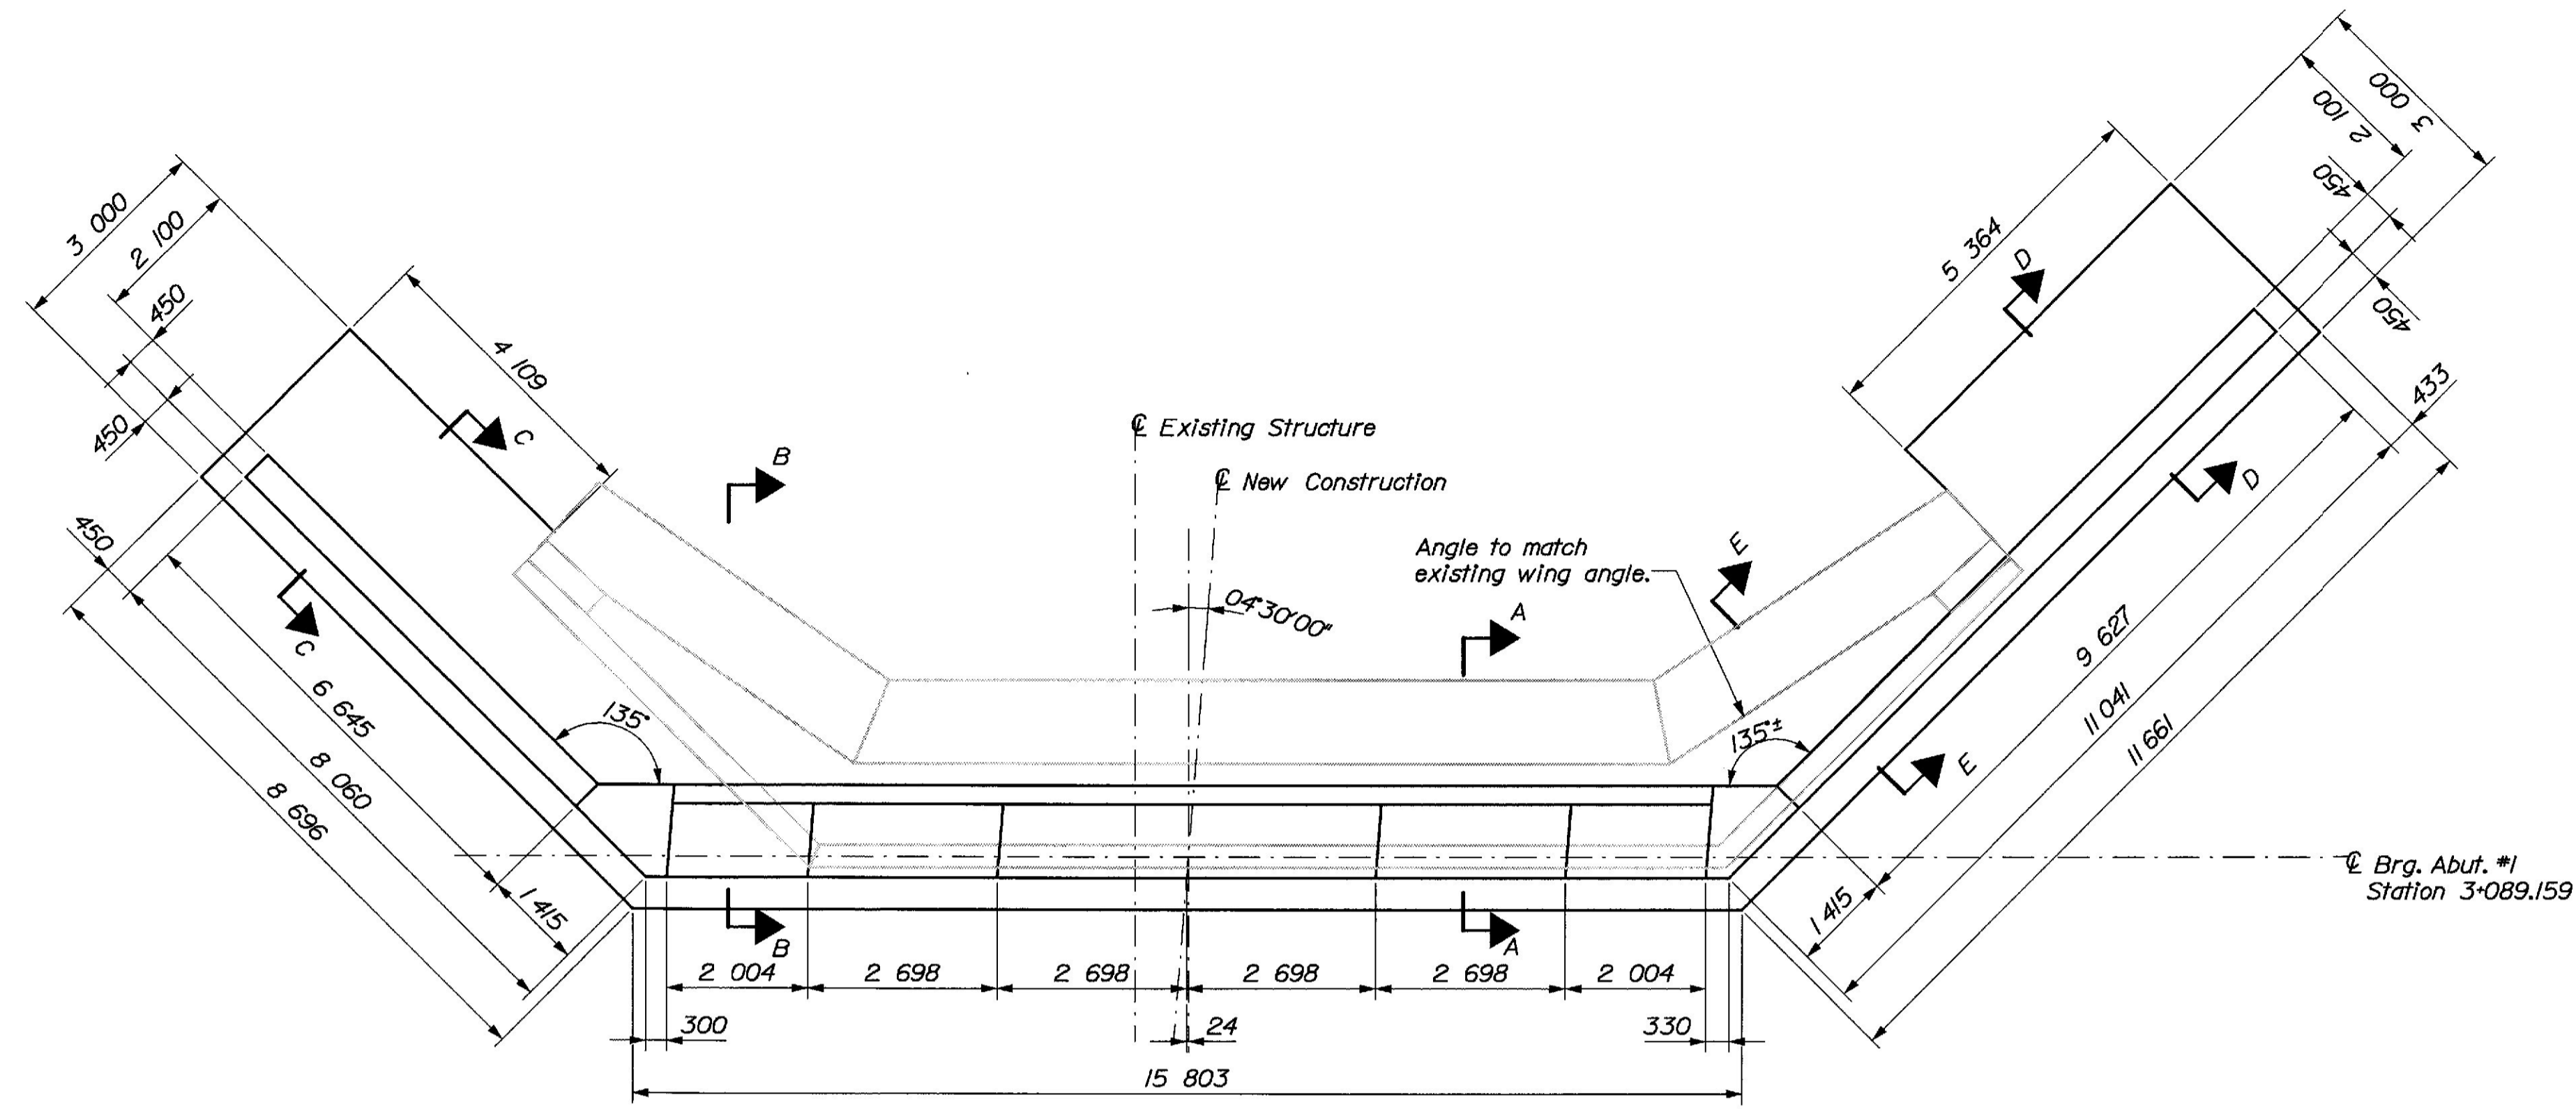 3 000
2 100
450
450
4 109
C
B
℄ Existing Structure
℄ New Construction
Angle to match
existing wing angle.
04°30'00"
A
E
D
5 364
3 000
2 100
450
450
433
D
9 627
11 041
11 661
E
135°
135°±
450
C
6 645
8 060
8 696
1 415
1 415
℄ Brg. Abut. #1
Station 3+089.159
B
A
2 004
2 698
2 698
2 698
2 698
2 004
300
24
330
15 803